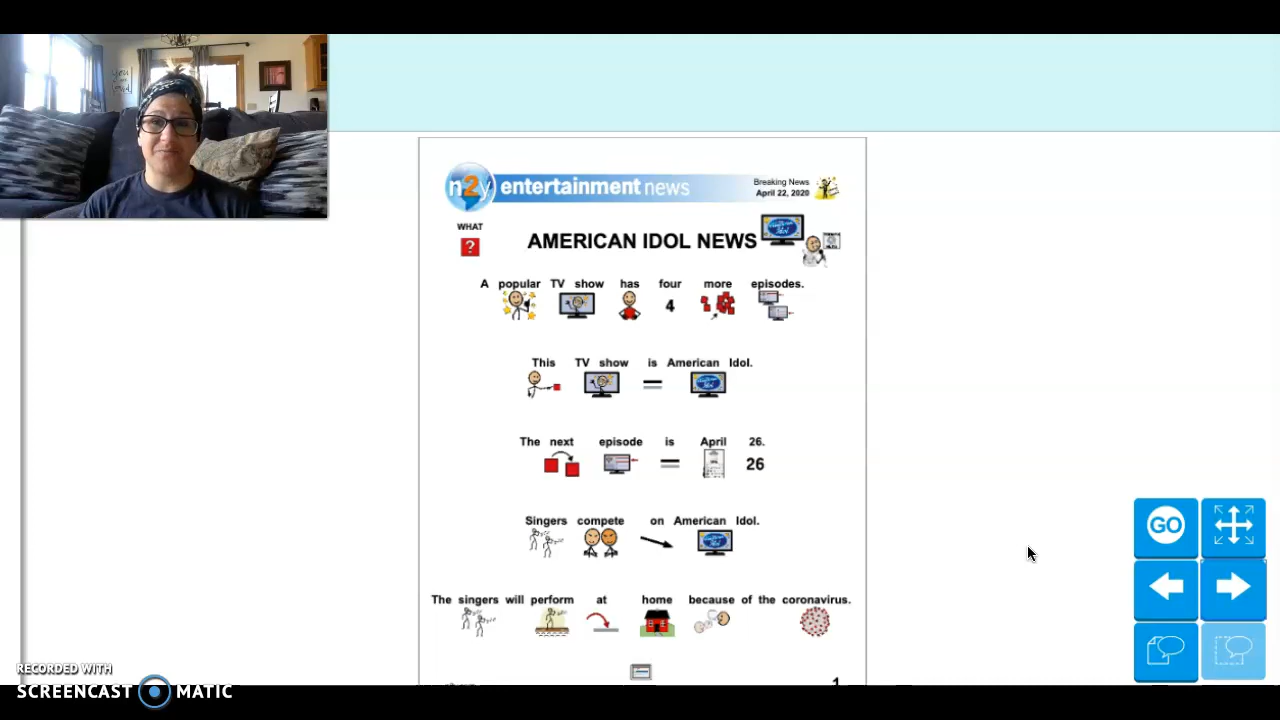 n2y entertainment news
Breaking News
April 22, 2020
WHAT
?
AMERICAN IDOL NEWS
A popular TV show has four more episodes.
4
This TV show is American Idol.
The next episode is April 26.
26
Singers compete on American Idol.
The singers will perform at home because of the coronavirus.
1
GO
RECORDED WITH
SCREENCAST MATIC